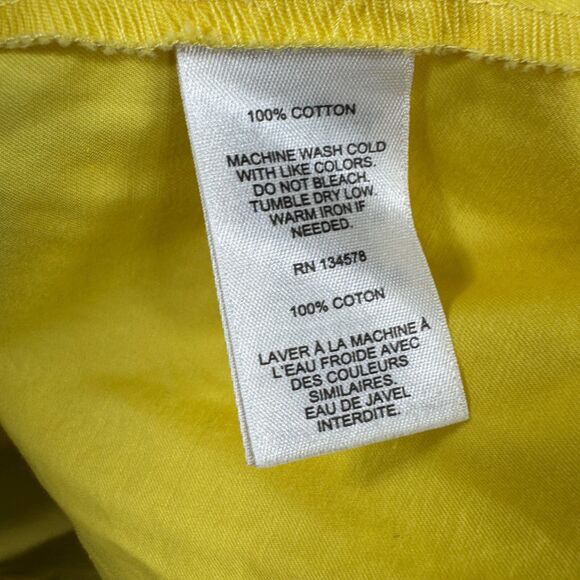 100% COTTON
MACHINE WASH COLD
WITH LIKE COLORS.
DO NOT BLEACH.
TUMBLE DRY LOW.
WARM IRON IF
NEEDED.
RN 134578
100% COTON
LAVER À LA MACHINE À
L'EAU FROIDE AVEC
DES COULEURS
SIMILAIRES.
EAU DE JAVEL
INTERDITE.